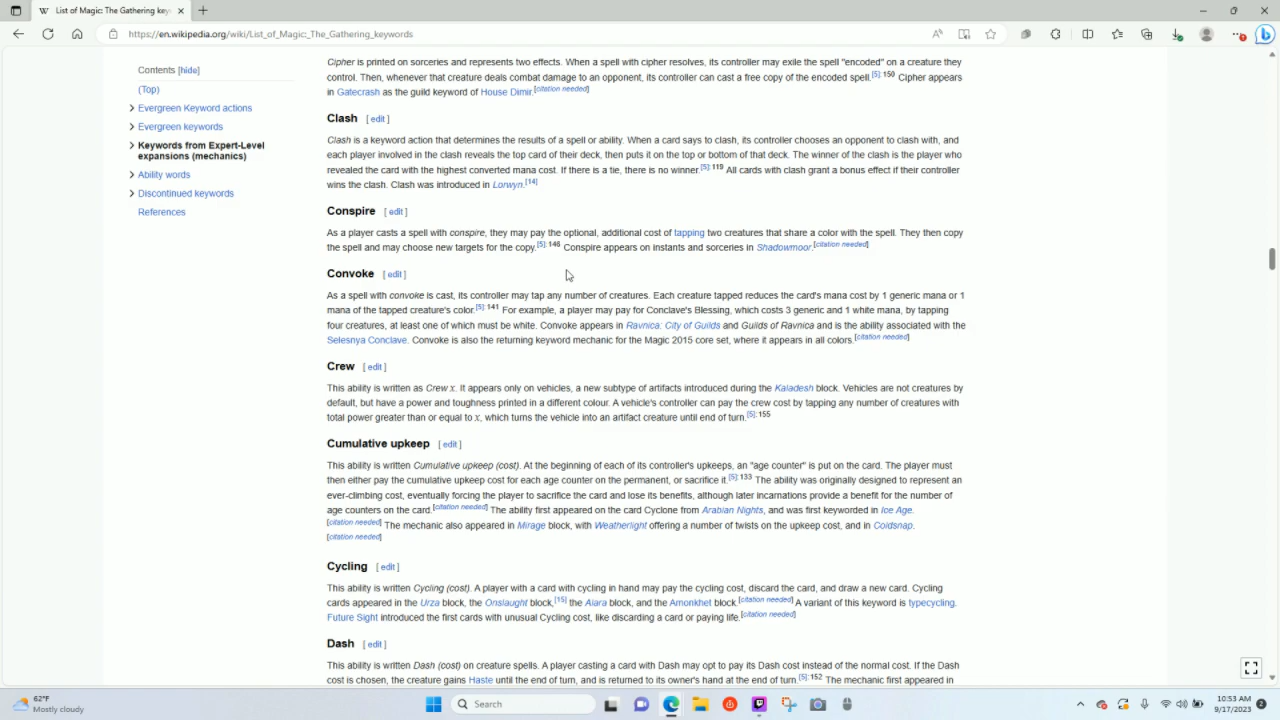 List of Magic: The Gathering key
https://en.wikipedia.org/wiki/List_of_Magic:_The_Gathering_keywords
Contents [hide]
(Top)
Evergreen Keyword actions
Evergreen keywords
Keywords from Expert-Level
expansions (mechanics)
Ability words
Discontinued keywords
References
Cipher is printed on sorceries and represents two effects. When a spell with cipher resolves, its controller may exile the spell "encoded" on a creature they
control. Then, whenever that creature deals combat damage to an opponent, its controller can cast a free copy of the encoded spell.[5]: 150 Cipher appears
in Gatecrash as the guild keyword of House Dimir.[citation needed]
Clash [ edit ]
Clash is a keyword action that determines the results of a spell or ability. When a card says to clash, its controller chooses an opponent to clash with, and
each player involved in the clash reveals the top card of their deck, then puts it on the top or bottom of that deck. The winner of the clash is the player who
revealed the card with the highest converted mana cost. If there is a tie, there is no winner.[5]: 119 All cards with clash grant a bonus effect if their controller
wins the clash. Clash was introduced in Lorwyn.[14]
Conspire [ edit ]
As a player casts a spell with conspire, they may pay the optional, additional cost of tapping two creatures that share a color with the spell. They then copy
the spell and may choose new targets for the copy.[5]: 146 Conspire appears on instants and sorceries in Shadowmoor.[citation needed]
Convoke [ edit ]
As a spell with convoke is cast, its controller may tap any number of creatures. Each creature tapped reduces the card's mana cost by 1 generic mana or 1
mana of the tapped creature's color.[5]: 141 For example, a player may pay for Conclave's Blessing, which costs 3 generic and 1 white mana, by tapping
four creatures, at least one of which must be white. Convoke appears in Ravnica: City of Guilds and Guilds of Ravnica and is the ability associated with the
Selesnya Conclave. Convoke is also the returning keyword mechanic for the Magic 2015 core set, where it appears in all colors.[citation needed]
Crew [ edit ]
This ability is written as Crew x. It appears only on vehicles, a new subtype of artifacts introduced during the Kaladesh block. Vehicles are not creatures by
default, but have a power and toughness printed in a different colour. A vehicle's controller can pay the crew cost by tapping any number of creatures with
total power greater than or equal to x, which turns the vehicle into an artifact creature until end of turn.[5]: 155
Cumulative upkeep [ edit ]
This ability is written Cumulative upkeep (cost). At the beginning of each of its controller's upkeeps, an "age counter" is put on the card. The player must
then either pay the cumulative upkeep cost for each age counter on the permanent, or sacrifice it.[5]: 133 The ability was originally designed to represent an
ever-climbing cost, eventually forcing the player to sacrifice the card and lose its benefits, although later incarnations provide a benefit for the number of
age counters on the card.[citation needed] The ability first appeared on the card Cyclone from Arabian Nights, and was first keyworded in Ice Age.
[citation needed] The mechanic also appeared in Mirage block, with Weatherlight offering a number of twists on the upkeep cost, and in Coldsnap.
[citation needed]
Cycling [ edit ]
This ability is written Cycling (cost). A player with a card with cycling in hand may pay the cycling cost, discard the card, and draw a new card. Cycling
cards appeared in the Urza block, the Onslaught block,[15] the Alara block, and the Amonkhet block.[citation needed] A variant of this keyword is typecycling.
Future Sight introduced the first cards with unusual Cycling cost, like discarding a card or paying life.[citation needed]
Dash [ edit ]
This ability is written Dash (cost) on creature spells. A player casting a card with Dash may opt to pay its Dash cost instead of the normal cost. If the Dash
cost is chosen, the creature gains Haste until the end of turn, and is returned to its owner's hand at the end of turn.[5]: 152 The mechanic first appeared in
62°F
Mostly cloudy
Search
10:53 AM
9/17/2023
2